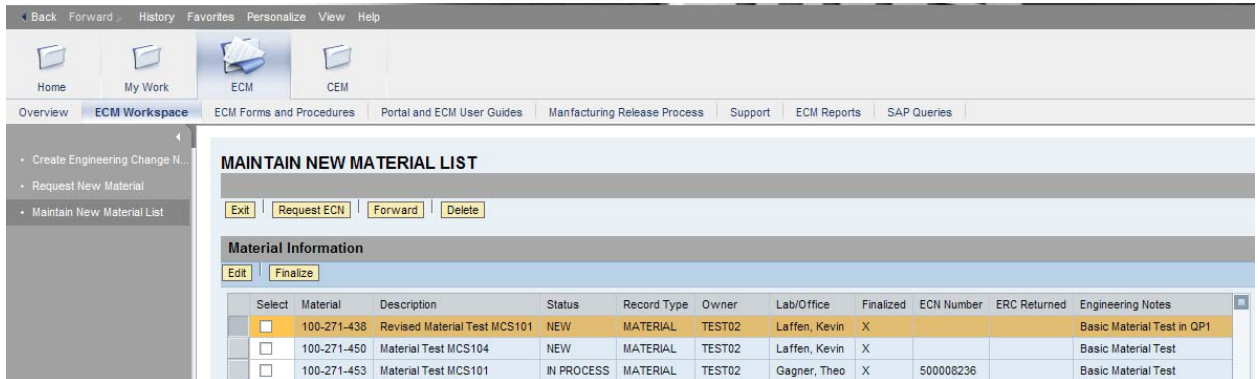 Back Forward History Favorites Personalize View Help
Home My Work ECM CEM
Overview ECM Workspace ECM Forms and Procedures Portal and ECM User Guides Manfacturing Release Process Support ECM Reports SAP Queries
• Create Engineering Change N...
• Request New Material
• Maintain New Material List
MAINTAIN NEW MATERIAL LIST
Exit Request ECN Forward Delete
Material Information
Edit Finalize
Select Material Description Status Record Type Owner Lab/Office Finalized ECN Number ERC Returned Engineering Notes
100-271-438 Revised Material Test MCS101 NEW MATERIAL TEST02 Laffen, Kevin X Basic Material Test in QP1
100-271-450 Material Test MCS104 NEW MATERIAL TEST02 Laffen, Kevin X Basic Material Test
100-271-453 Material Test MCS101 IN PROCESS MATERIAL TEST02 Gagner, Theo X 500008236 Basic Material Test